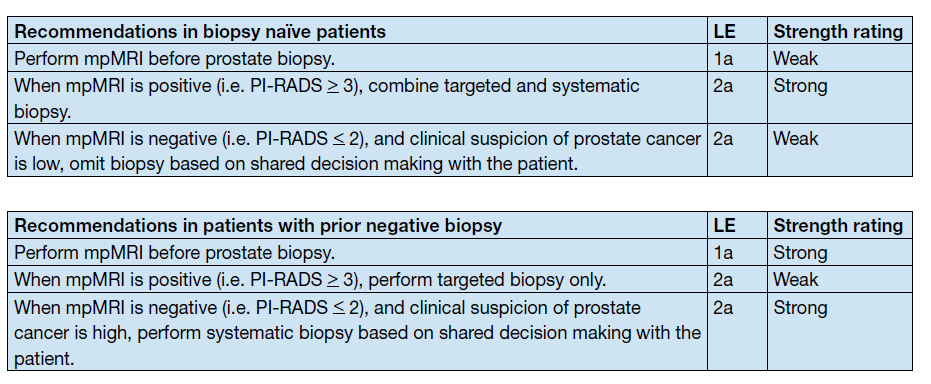 Recommendations in biopsy naïve patients LE Strength rating
Perform mpMRI before prostate biopsy. 1a Weak
When mpMRI is positive (i.e. PI-RADS ≥ 3), combine targeted and systematic 2a Strong
biopsy.
When mpMRI is negative (i.e. PI-RADS ≤ 2), and clinical suspicion of prostate cancer 2a Weak
is low, omit biopsy based on shared decision making with the patient.
Recommendations in patients with prior negative biopsy LE Strength rating
Perform mpMRI before prostate biopsy. 1a Strong
When mpMRI is positive (i.e. PI-RADS ≥ 3), perform targeted biopsy only. 2a Weak
When mpMRI is negative (i.e. PI-RADS ≤ 2), and clinical suspicion of prostate 2a Strong
cancer is high, perform systematic biopsy based on shared decision making with the
patient.